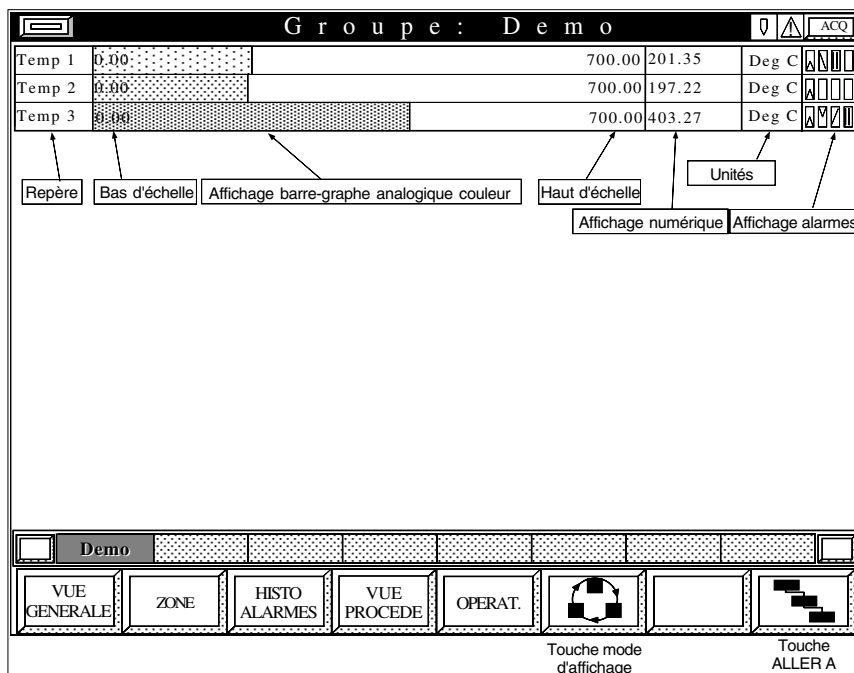 Groupe: Demo
ACQ
Temp 1 0.00 700.00 201.35 Deg C
Temp 2 0.00 700.00 197.22 Deg C
Temp 3 0.00 700.00 403.27 Deg C
Unités
Repère Bas d'échelle Affichage barre-graphe analogique couleur Haut d'échelle
Affichage numérique Affichage alarmes
Demo
VUE GENERALE
ZONE
HISTO ALARMES
VUE PROCEDE
OPERAT.
Touche mode d'affichage
Touche ALLER A